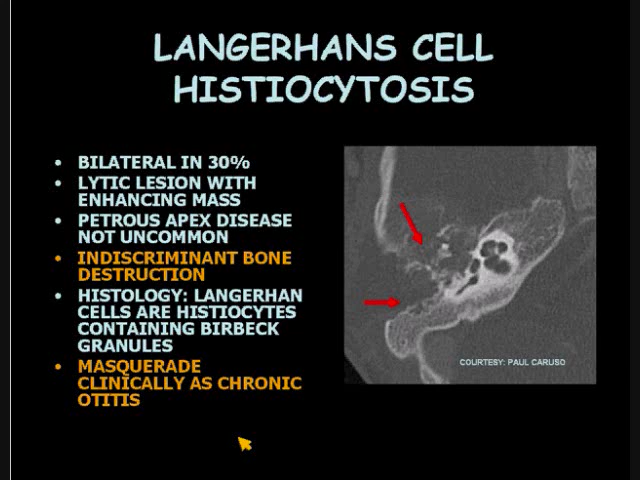 LANGERHANS CELL
HISTIOCYTOSIS
• BILATERAL IN 30%
• LYTIC LESION WITH
ENHANCING MASS
• PETROUS APEX DISEASE
NOT UNCOMMON
• INDISCRIMINANT BONE
DESTRUCTION
• HISTOLOGY: LANGERHAN
CELLS ARE HISTIOCYTES
CONTAINING BIRBECK
GRANULES
• MASQUERADE
CLINICALLY AS CHRONIC
OTITIS
COURTESY: PAUL CARUSO